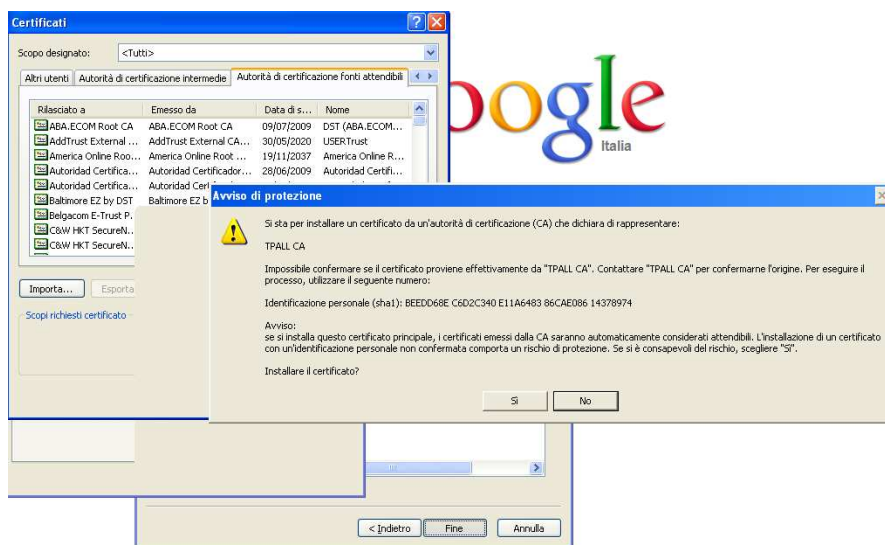 Certificati
Scopo designato: <Tutti>
Altri utenti Autorità di certificazione intermedie Autorità di certificazione fonti attendibili
Rilasciato a Emesso da Data di s... Nome
ABA.ECOM Root CA ABA.ECOM Root CA 09/07/2009 DST (ABA.ECOM...
AddTrust External ... AddTrust External CA... 30/05/2020 USERTrust
America Online Roo... America Online Root ... 19/11/2037 America Online R...
Autoridad Certifica... Autoridad Certificador... 28/06/2009 Autoridad Certifi...
Autoridad Certifica... Autoridad Cer
Baltimore EZ by DST Baltimore EZ b
Belgacom E-Trust P...
C&W HKT SecureN...
C&W HKT SecureN...
Importa... Esporta
Scopi richiesti certificato
oogle
Italia
Avviso di protezione
Si sta per installare un certificato da un'autorità di certificazione (CA) che dichiara di rappresentare:
TPALL CA
Impossibile confermare se il certificato proviene effettivamente da "TPALL CA". Contattare "TPALL CA" per confermarne l'origine. Per eseguire il
processo, utilizzare il seguente numero:
Identificazione personale (sha1): BEEDD68E C6D2C340 E11A6483 86CAE086 14378974
Avviso:
se si installa questo certificato principale, i certificati emessi dalla CA saranno automaticamente considerati attendibili. L'installazione di un certificato
con un'identificazione personale non confermata comporta un rischio di protezione. Se si è consapevoli del rischio, scegliere "Sì".
Installare il certificato?
Sì No
< Indietro Fine Annulla